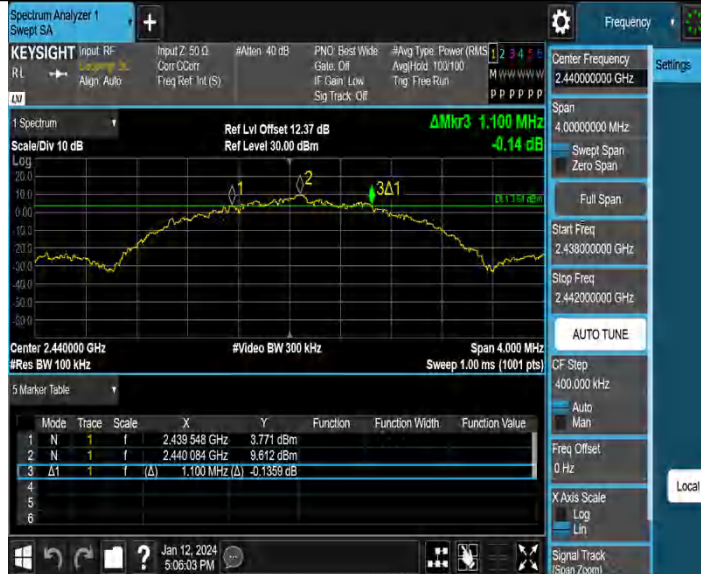 Spectrum Analyzer 1
Swept SA
+
Frequency
KEYSIGHT Input: RF Input Z: 50 Ω #Atten: 40 dB PNO: Best Wide #Avg Type: Power (RMS 1 2 3 4 5 6
RL Corr CCorr Gate: Off Avg|Hold: 100/100 M W W W W W
Align: Auto Freq Ref: Int (S) IF Gain: Low Trig: Free Run P P P P P P
Sig Track: Off
1 Spectrum
Scale/Div 10 dB
Ref Lvl Offset 12.37 dB
Ref Level 30.00 dBm
ΔMkr3 1.100 MHz
-0.14 dB
Log
20.0
10.0
0.00
-10.0
-20.0
-30.0
-40.0
-50.0
-60.0
1
2
3Δ1
Center 2.440000 GHz
#Res BW 100 kHz
#Video BW 300 kHz
Span 4.000 MHz
Sweep 1.00 ms (1001 pts)
5 Marker Table
Mode Trace Scale X Y Function Function Width Function Value
1 N 1 f 2.439 548 GHz 3.771 dBm
2 N 1 f 2.440 084 GHz 9.612 dBm
3 Δ1 1 f (Δ) 1.100 MHz (Δ) -0.1359 dB
4
5
6
Jan 12, 2024
5:06:03 PM
?
Center Frequency
2.440000000 GHz
Settings
Span
4.00000000 MHz
Swept Span
Zero Span
Full Span
Start Freq
2.438000000 GHz
Stop Freq
2.442000000 GHz
AUTO TUNE
CF Step
400.000 kHz
Auto
Man
Freq Offset
0 Hz
X Axis Scale
Log
Lin
Local
Signal Track
(Span Zoom)